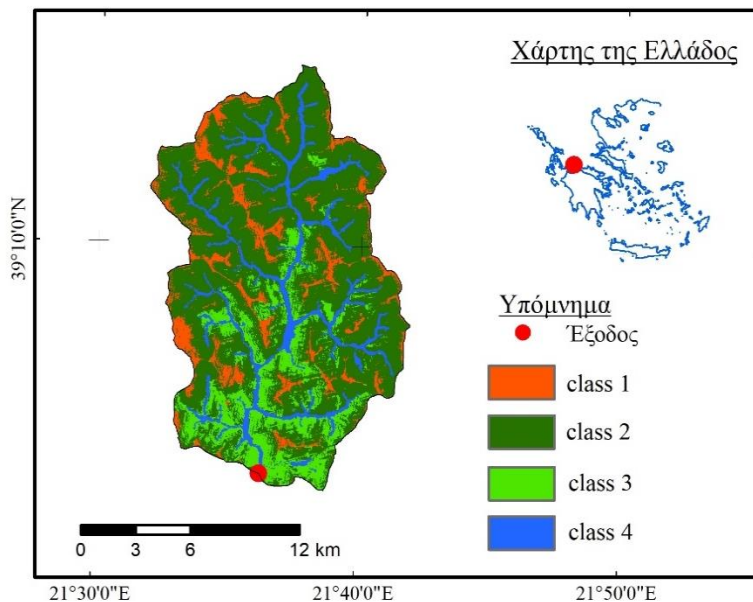 Χάρτης της Ελλάδος
39°10'0"N
Υπόμνημα
Έξοδος
class 1
class 2
class 3
class 4
0 3 6 12 km
21°30'0"E 21°40'0"E 21°50'0"E